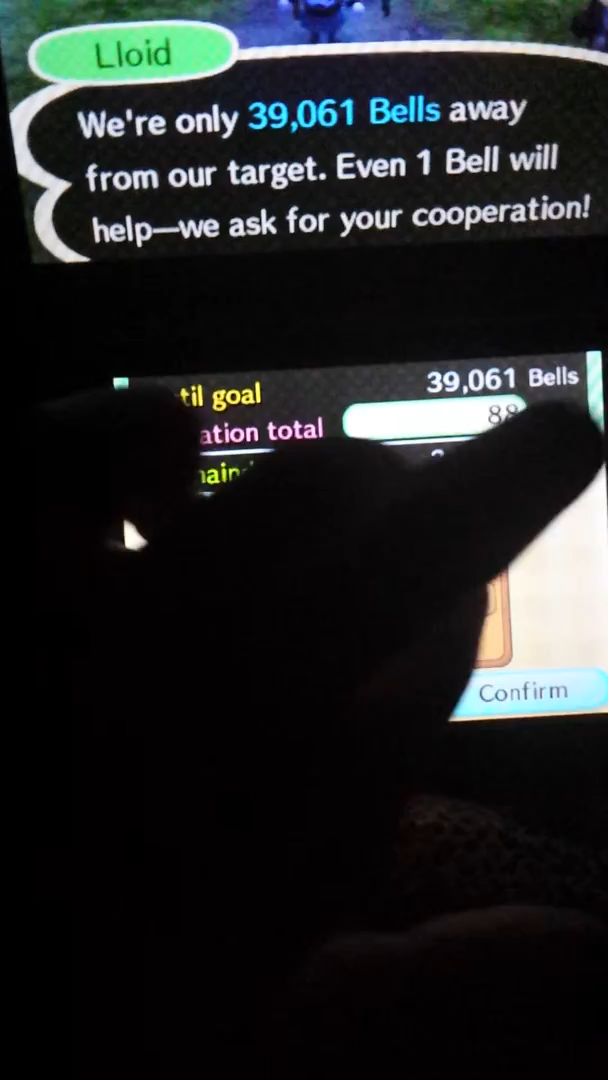 Lloid
We're only 39,061 Bells away
from our target. Even 1 Bell will
help—we ask for your cooperation!
til goal 39,061 Bells
ation total 88
Confirm